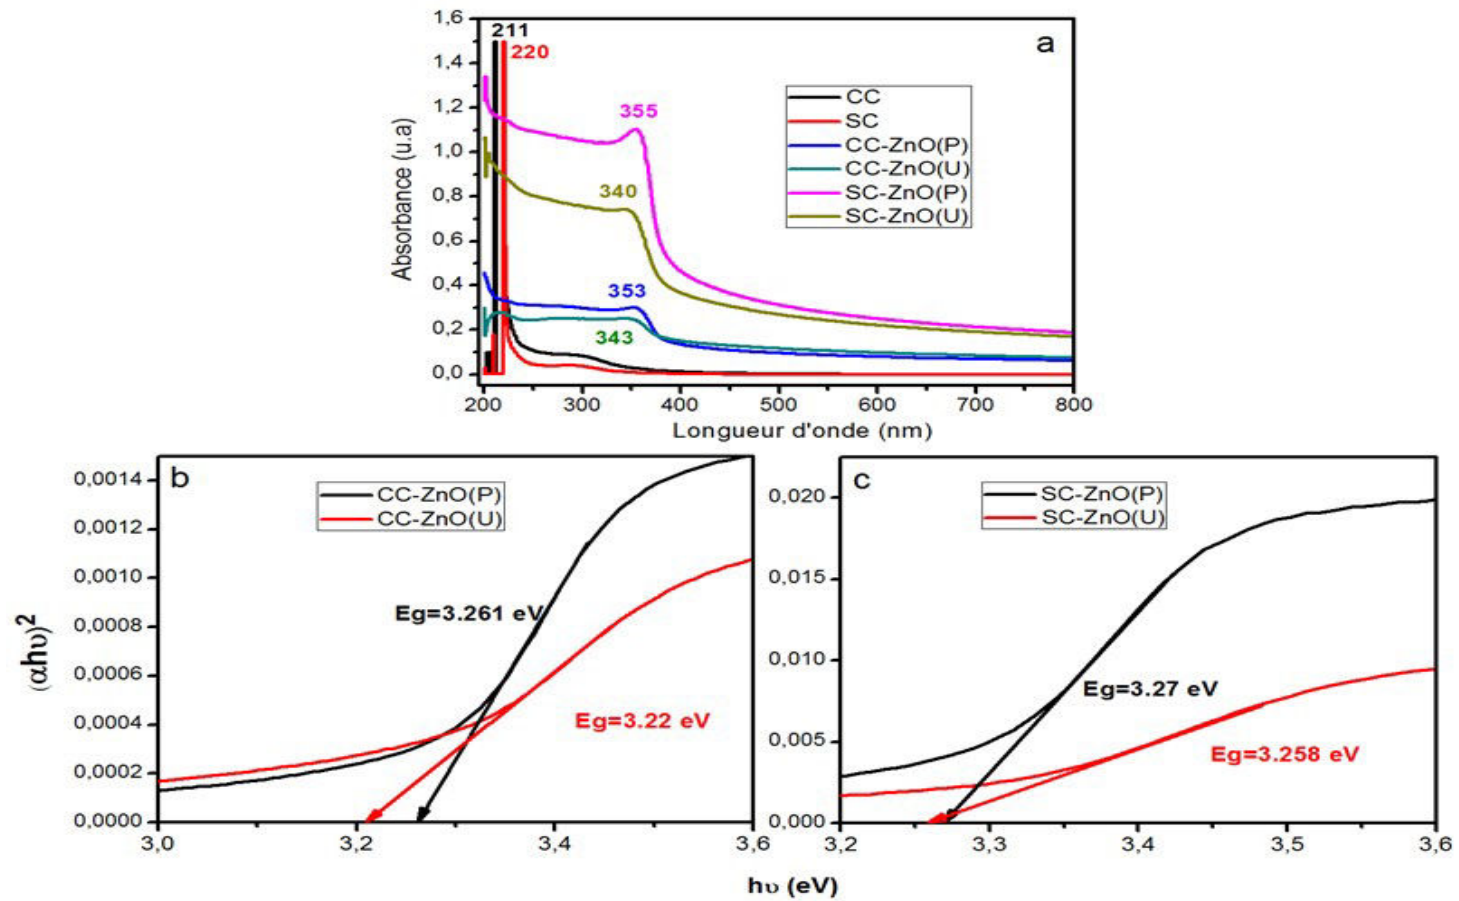 a
1,6
1,4
1,2
1,0
0,8
0,6
0,4
0,2
0,0
Absorbance (u.a)
211
220
355
340
353
343
CC
SC
CC-ZnO(P)
CC-ZnO(U)
SC-ZnO(P)
SC-ZnO(U)
200 300 400 500 600 700 800
Longueur d'onde (nm)
b
0,0014
0,0012
0,0010
0,0008
0,0006
0,0004
0,0002
0,0000
(αhυ)²
CC-ZnO(P)
CC-ZnO(U)
Eg=3.261 eV
Eg=3.22 eV
3,0 3,2 3,4 3,6
c
0,020
0,015
0,010
0,005
0,000
SC-ZnO(P)
SC-ZnO(U)
Eg=3.27 eV
Eg=3.258 eV
3,2 3,3 3,4 3,5 3,6
hυ (eV)